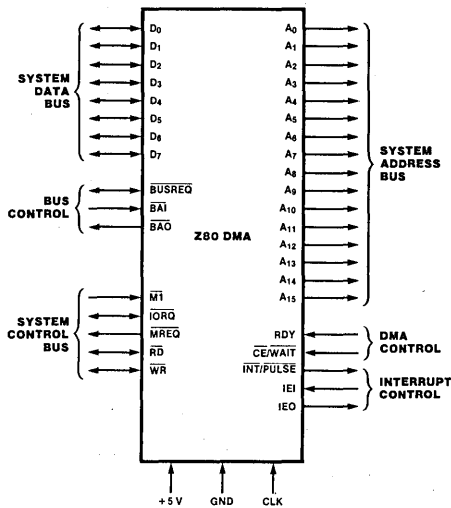 SYSTEM
DATA
BUS
D0
D1
D2
D3
D4
D5
D6
D7
BUS
CONTROL
BUSREQ
BAI
BAO
SYSTEM
CONTROL
BUS
M1
IORQ
MREQ
RD
WR
Z80 DMA
A0
A1
A2
A3
A4
A5
A6
A7
A8
A9
A10
A11
A12
A13
A14
A15
SYSTEM
ADDRESS
BUS
RDY
CE/WAIT
DMA
CONTROL
INT/PULSE
IEI
IEO
INTERRUPT
CONTROL
+5 V
GND
CLK